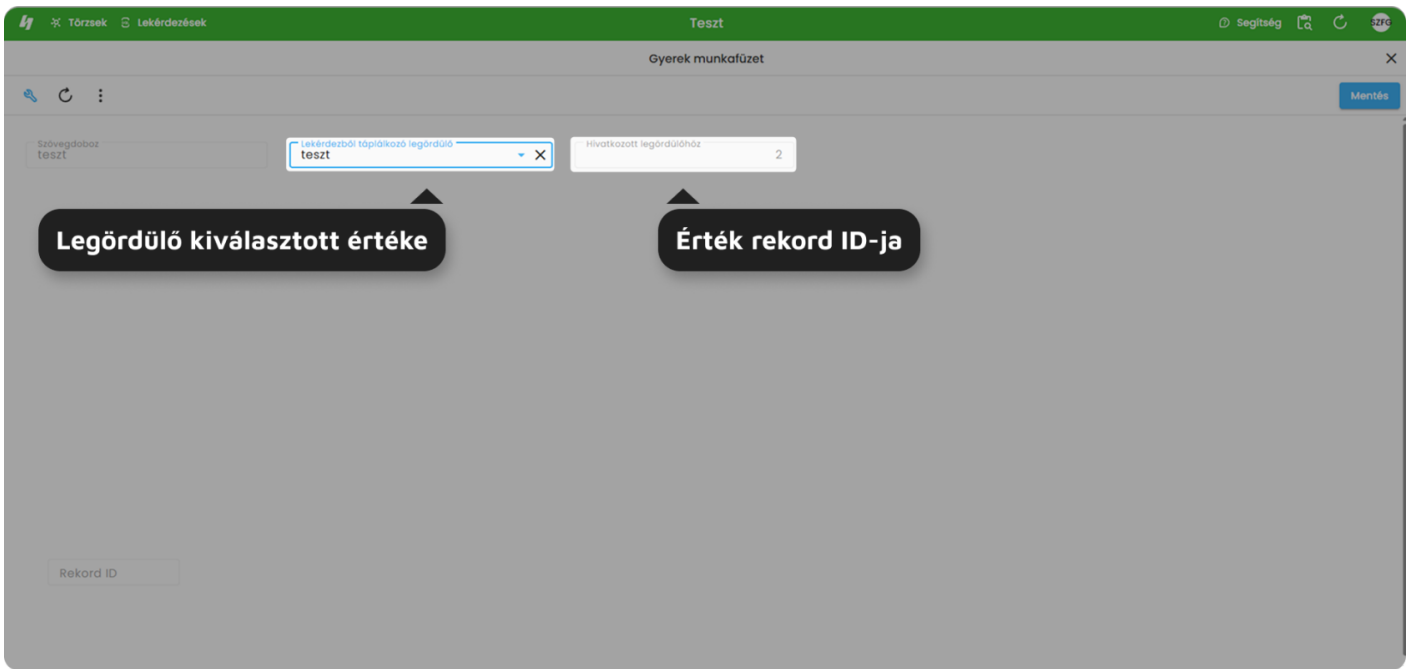 Törzsek Lekérdezések Teszt Segítség SZFG
Gyerek munkafüzet
Mentés
Szövegdoboz
teszt
Lekérdezből táplálkozó legördülő
teszt
Hivatkozott legördülőhöz
2
Legördülő kiválasztott értéke
Érték rekord ID-ja
Rekord ID